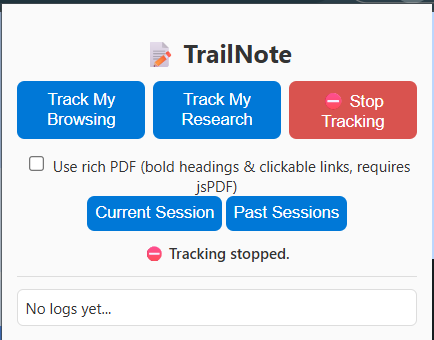 📝 TrailNote
Track My
Browsing
Track My
Research
⛔ Stop
Tracking
Use rich PDF (bold headings & clickable links, requires
jsPDF)
Current Session
Past Sessions
⛔ Tracking stopped.
No logs yet...